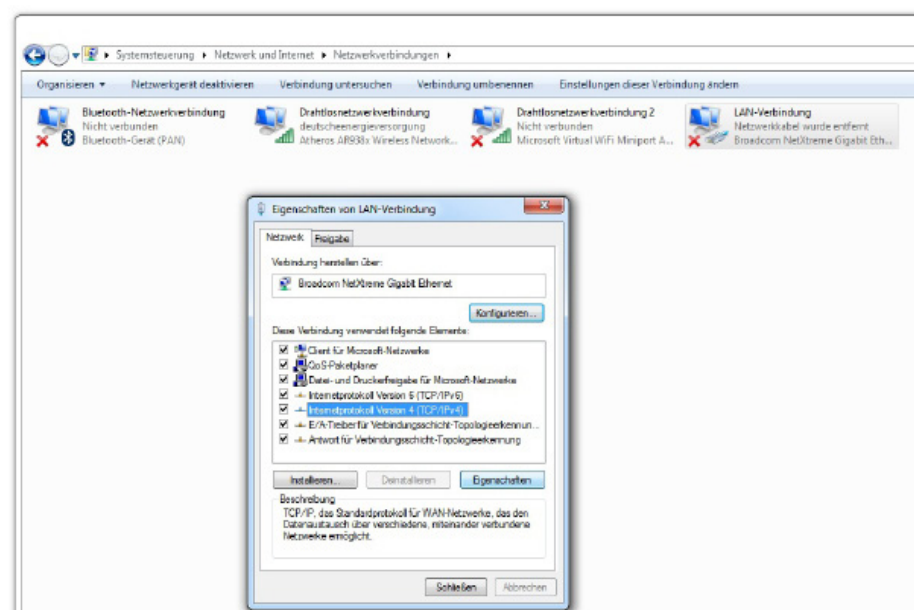 Systemsteuerung ▸ Netzwerk und Internet ▸ Netzwerkverbindungen ▸
Organisieren Netzwerkgerät deaktivieren Verbindung untersuchen Verbindung umbenennen Einstellungen dieser Verbindung ändern
Bluetooth-Netzwerkverbindung
Nicht verbunden
Bluetooth-Gerät (PAN)
Drahtlosnetzwerkverbindung
deutscheenergieversorgung
Atheros AR938x Wireless Network...
Drahtlosnetzwerkverbindung 2
Nicht verbunden
Microsoft Virtual WiFi Miniport A...
LAN-Verbindung
Netzwerkkabel wurde entfernt
Broadcom NetXtreme Gigabit Eth...
Eigenschaften von LAN-Verbindung
Netzwerk Freigabe
Verbindung herstellen über:
Broadcom NetXtreme Gigabit Ethernet
Konfigurieren...
Diese Verbindung verwendet folgende Elemente:
Client für Microsoft-Netzwerke
QoS-Paketplaner
Datei- und Druckerfreigabe für Microsoft-Netzwerke
Internetprotokoll Version 6 (TCP/IPv6)
Internetprotokoll Version 4 (TCP/IPv4)
E/A-Treiber für Verbindungsschicht-Topologieerkennun...
Antwort für Verbindungsschicht-Topologieerkennung
Installieren... Deinstallieren Eigenschaften
Beschreibung
TCP/IP, das Standardprotokoll für WAN-Netzwerke, das den
Datenaustausch über verschiedene, miteinander verbundene
Netzwerke ermöglicht.
Schließen Abbrechen